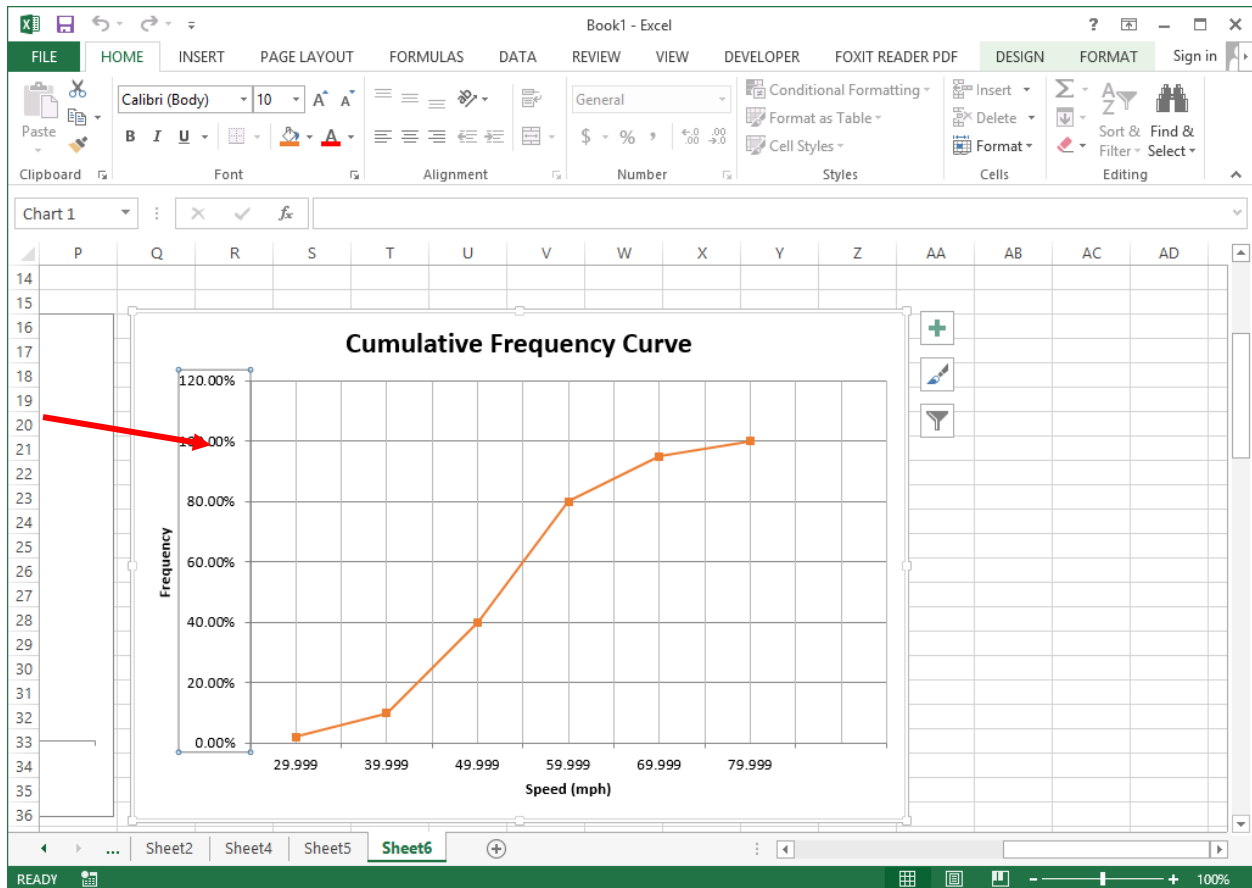 Book1 - Excel
?
FILE HOME INSERT PAGE LAYOUT FORMULAS DATA REVIEW VIEW DEVELOPER FOXIT READER PDF DESIGN FORMAT Sign in
Paste
Clipboard
Calibri (Body) 10 A A
B I U A
Font
Alignment
General
$ % , .0 .00 .00 .0
Number
Conditional Formatting
Format as Table
Cell Styles
Styles
Insert
Delete
Format
Cells
Σ
A Z
Sort & Filter
Find & Select
Editing
Chart 1 fx
P Q R S T U V W X Y Z AA AB AC AD
14
15
16
17
18
19
20
21
22
23
24
25
26
27
28
29
30
31
32
33
34
35
36
Cumulative Frequency Curve
120.00%
80.00%
60.00%
40.00%
20.00%
0.00%
Frequency
29.999 39.999 49.999 59.999 69.999 79.999
Speed (mph)
... Sheet2 Sheet4 Sheet5 Sheet6
READY 100%